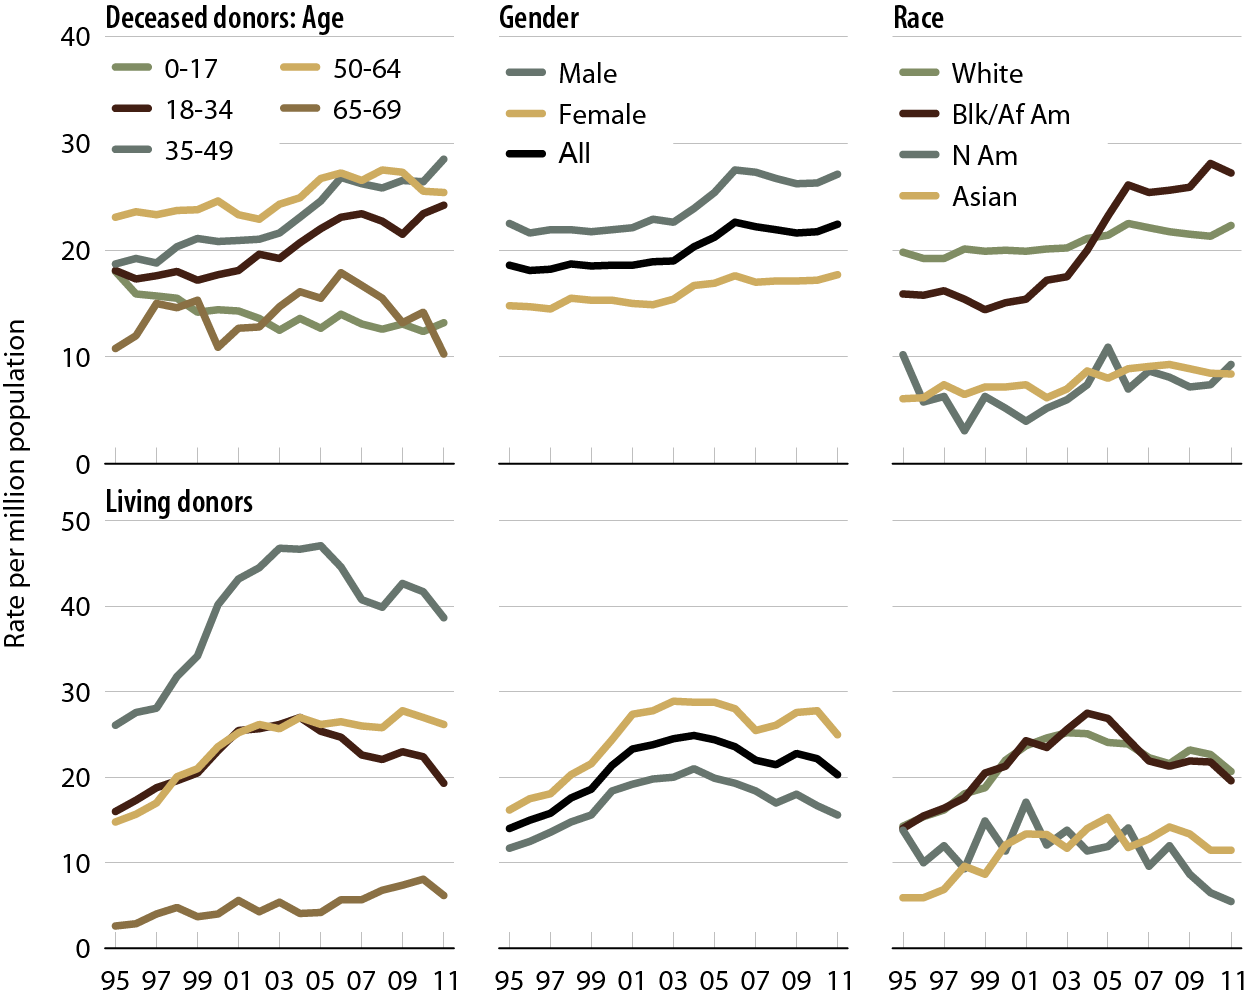 Deceased donors: Age
Gender
Race
40
30
20
10
0
0-17
50-64
18-34
65-69
35-49
Male
Female
All
White
Blk/Af Am
N Am
Asian
Rate per million population
Living donors
50
40
30
20
10
0
95 97 99 01 03 05 07 09 11
95 97 99 01 03 05 07 09 11
95 97 99 01 03 05 07 09 11